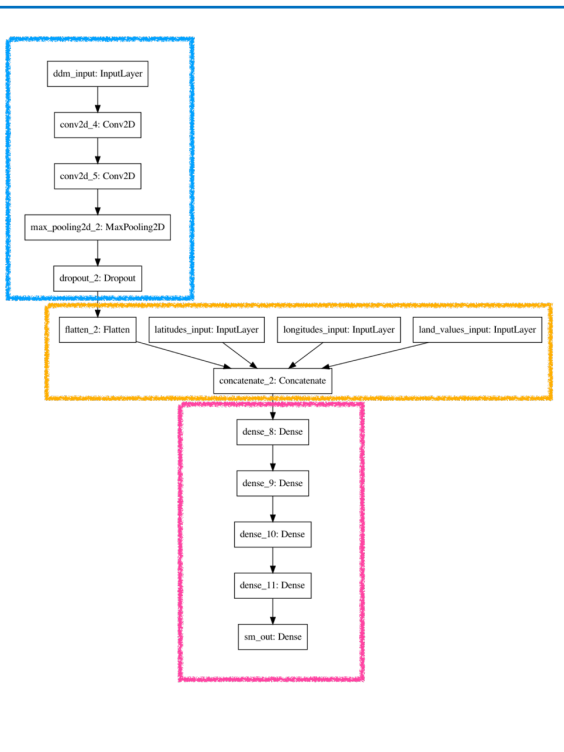 ddm_input: InputLayer
conv2d_4: Conv2D
conv2d_5: Conv2D
max_pooling2d_2: MaxPooling2D
dropout_2: Dropout
flatten_2: Flatten
latitudes_input: InputLayer
longitudes_input: InputLayer
land_values_input: InputLayer
concatenate_2: Concatenate
dense_8: Dense
dense_9: Dense
dense_10: Dense
dense_11: Dense
sm_out: Dense